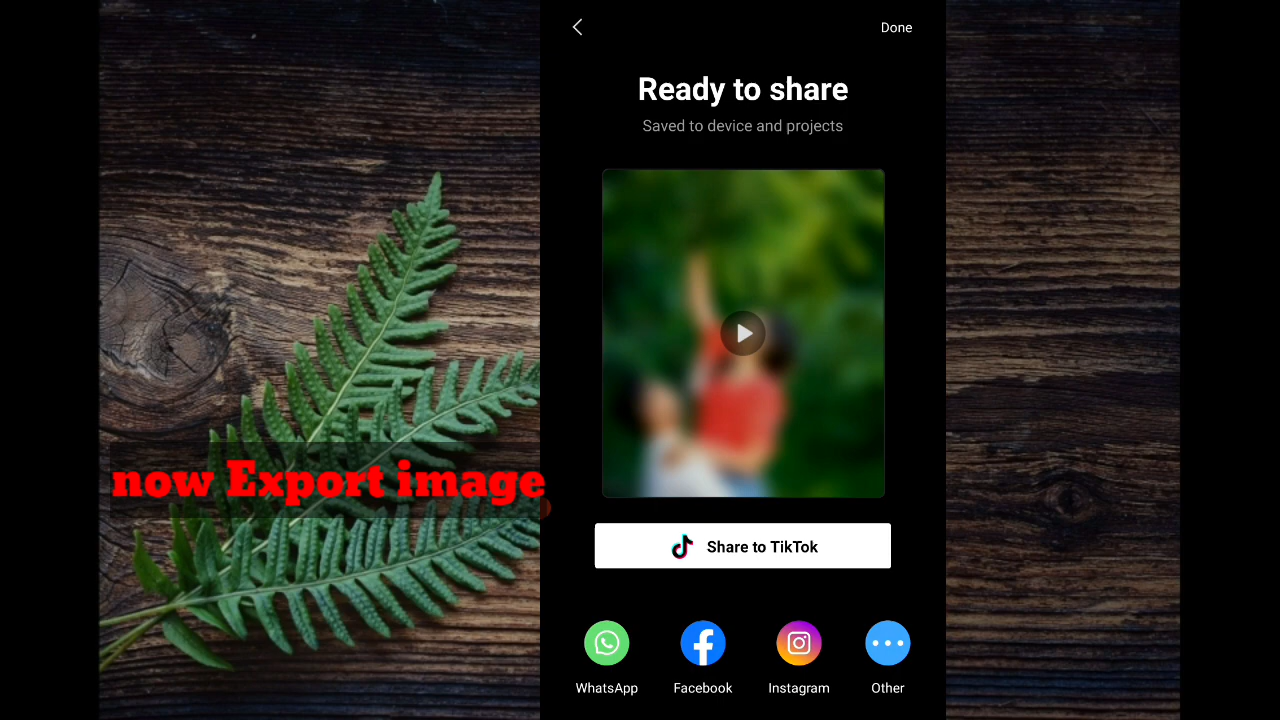 Done
Ready to share
Saved to device and projects
now Export image
Share to TikTok
WhatsApp
Facebook
Instagram
Other